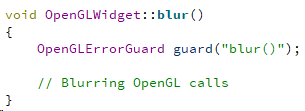 void OpenGLWidget::blur()
{
    OpenGLErrorGuard guard("blur()");
    // Blurring OpenGL calls
}